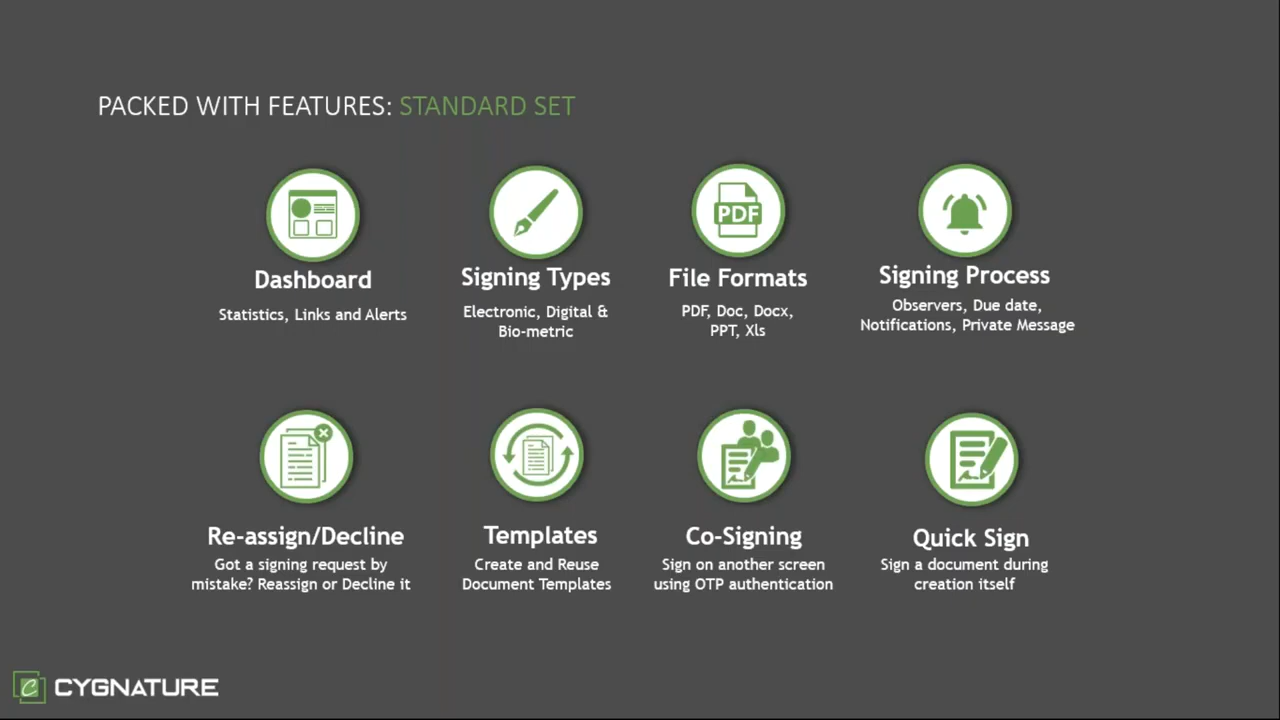 PACKED WITH FEATURES: STANDARD SET
Dashboard
Statistics, Links and Alerts
Signing Types
Electronic, Digital &
Bio-metric
PDF
File Formats
PDF, Doc, Docx,
PPT, Xls
Signing Process
Observers, Due date,
Notifications, Private Message
Re-assign/Decline
Got a signing request by
mistake? Reassign or Decline it
Templates
Create and Reuse
Document Templates
Co-Signing
Sign on another screen
using OTP authentication
Quick Sign
Sign a document during
creation itself
CYGNATURE